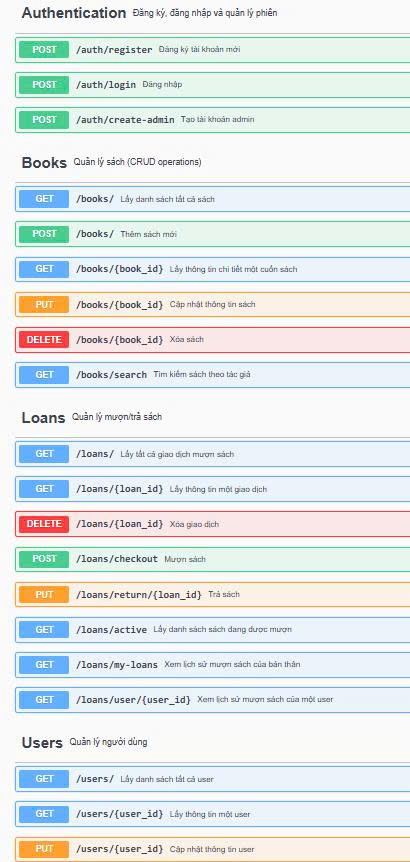 Authentication Đăng ký, đăng nhập và quản lý phiên
POST /auth/register Đăng ký tài khoản mới
POST /auth/login Đăng nhập
POST /auth/create-admin Tạo tài khoản admin
Books Quản lý sách (CRUD operations)
GET /books/ Lấy danh sách tất cả sách
POST /books/ Thêm sách mới
GET /books/{book_id} Lấy thông tin chi tiết một cuốn sách
PUT /books/{book_id} Cập nhật thông tin sách
DELETE /books/{book_id} Xóa sách
GET /books/search Tìm kiếm sách theo tác giả
Loans Quản lý mượn/trả sách
GET /loans/ Lấy tất cả giao dịch mượn sách
GET /loans/{loan_id} Lấy thông tin một giao dịch
DELETE /loans/{loan_id} Xóa giao dịch
POST /loans/checkout Mượn sách
PUT /loans/return/{loan_id} Trả sách
GET /loans/active Lấy danh sách sách đang được mượn
GET /loans/my-loans Xem lịch sử mượn sách của bản thân
GET /loans/user/{user_id} Xem lịch sử mượn sách của một user
Users Quản lý người dùng
GET /users/ Lấy danh sách tất cả user
GET /users/{user_id} Lấy thông tin một user
PUT /users/{user_id} Cập nhật thông tin user